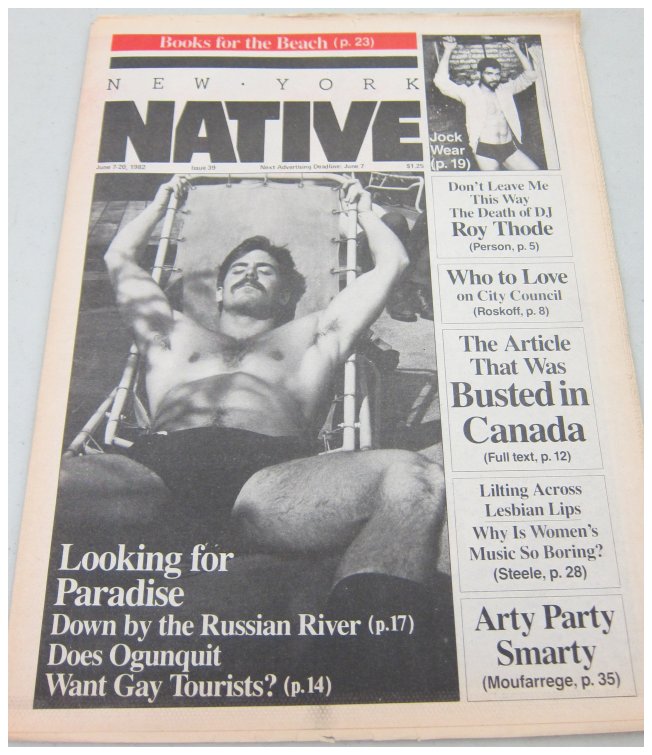 Books for the Beach (p. 23)
NEW · YORK
NATIVE
June 7-20, 1982 Issue 39 Next Advertising Deadline: June 7 $1.25
Jock
Wear
(p. 19)
Don't Leave Me
This Way
The Death of DJ
Roy Thode
(Person, p. 5)
Who to Love
on City Council
(Roskoff, p. 8)
The Article
That Was
Busted in
Canada
(Full text, p. 12)
Lilting Across
Lesbian Lips
Why Is Women's
Music So Boring?
(Steele, p. 28)
Arty Party
Smarty
(Moufarrege, p. 35)
Looking for
Paradise
Down by the Russian River (p.17)
Does Ogunquit
Want Gay Tourists? (p.14)